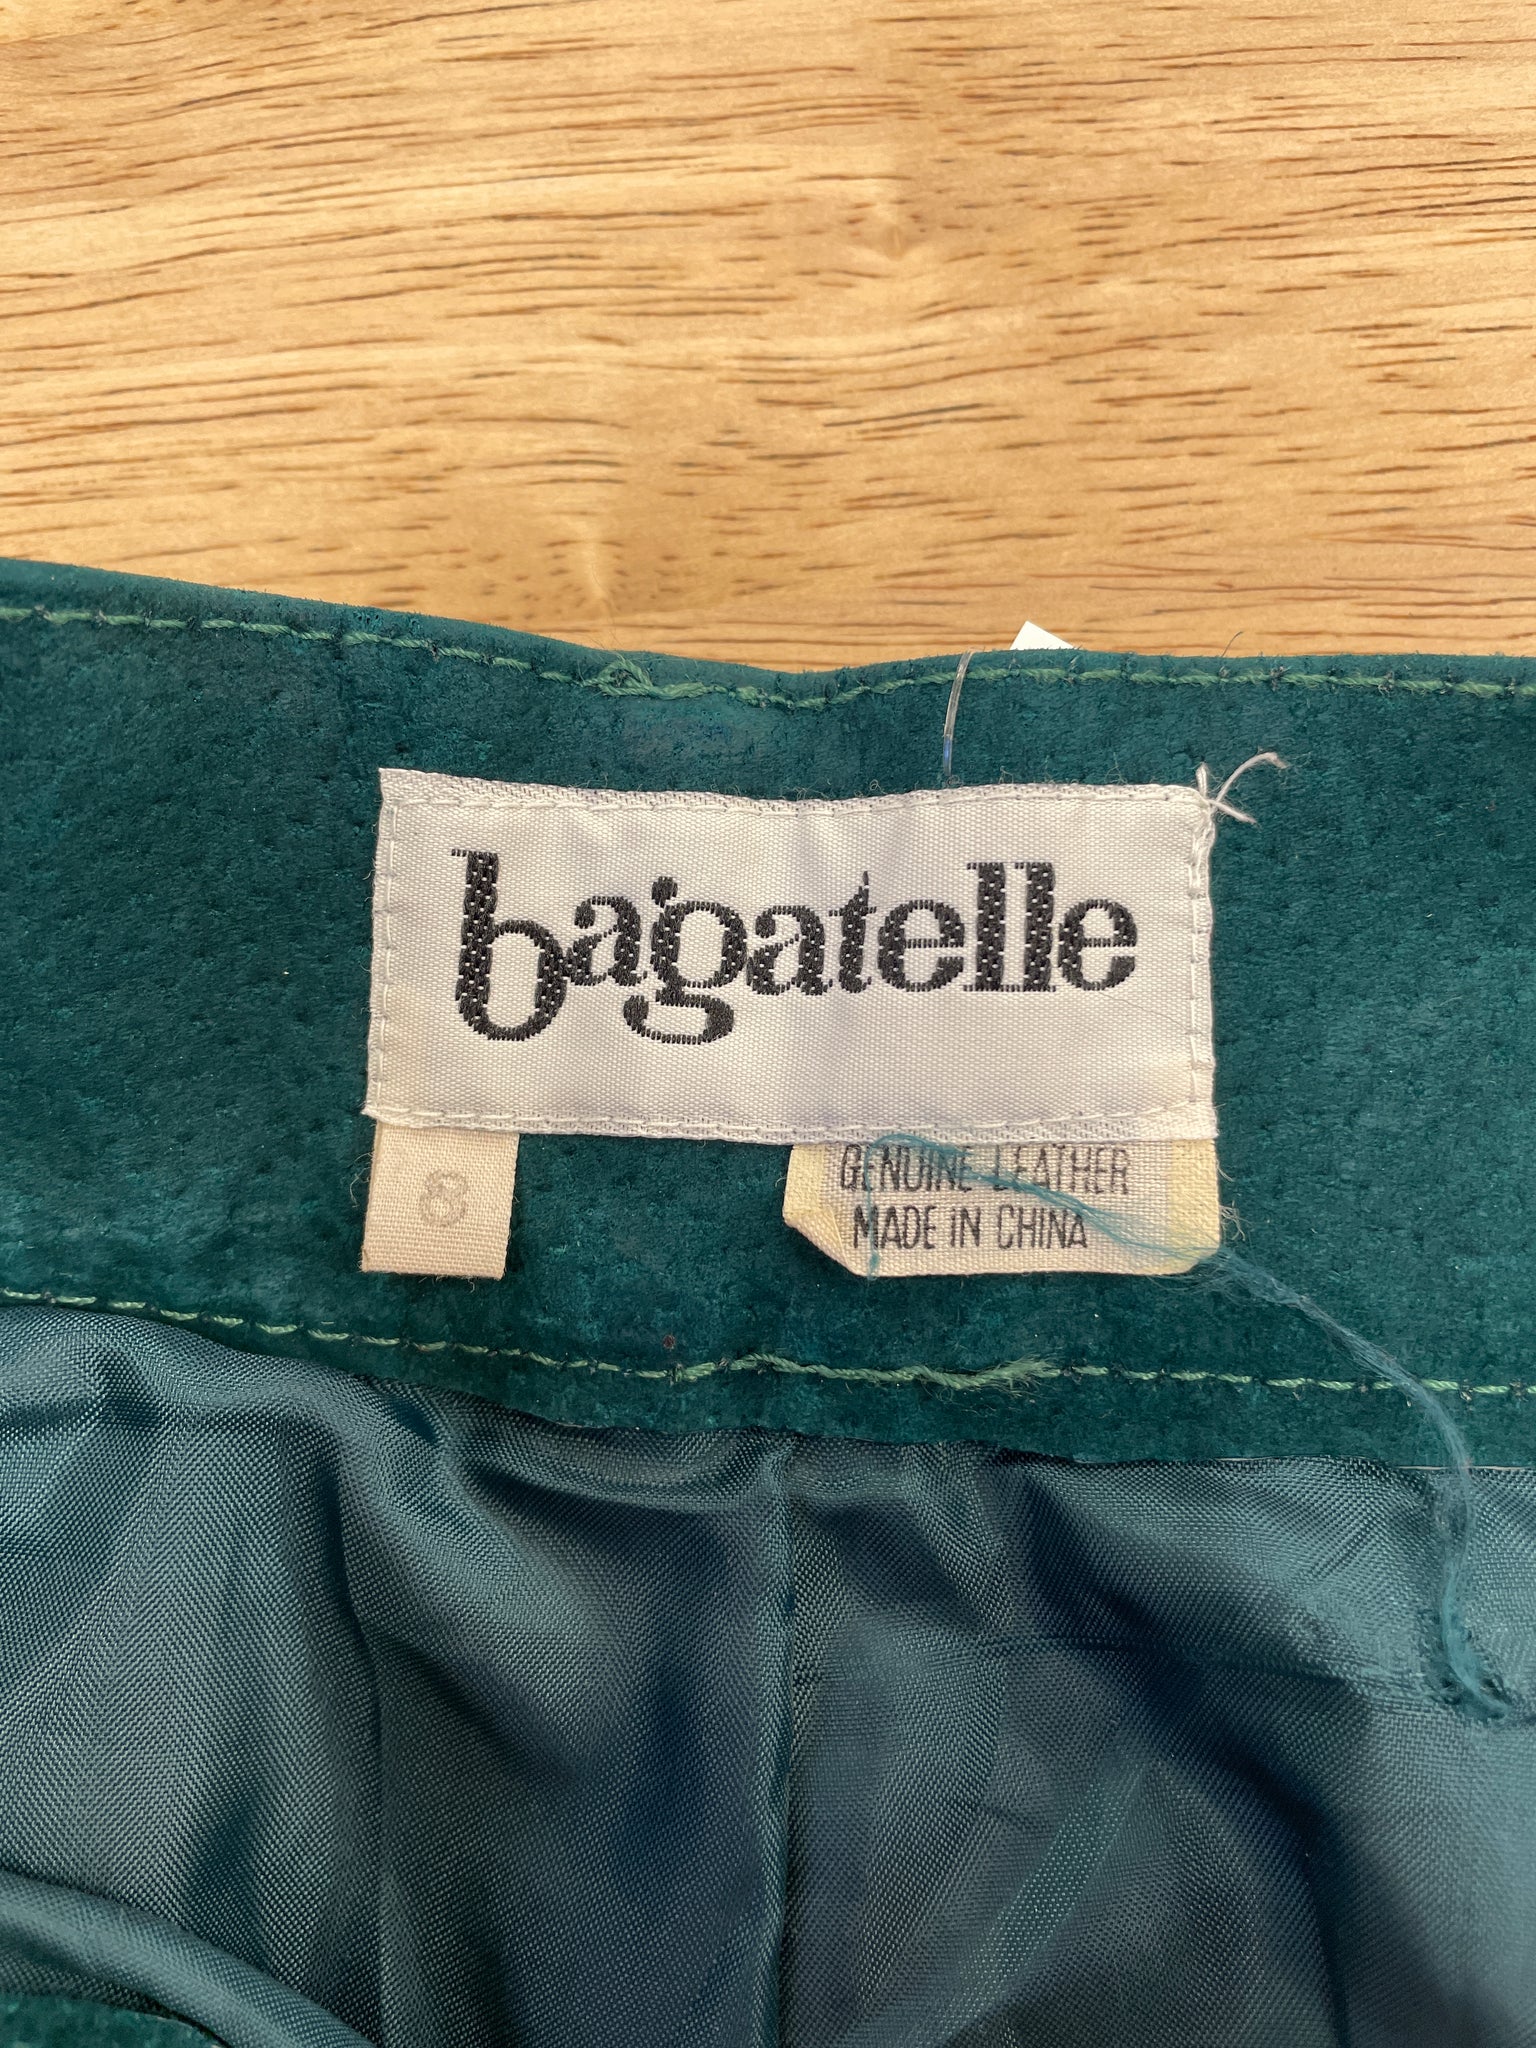 bagatelle
8
GENUINE LEATHER
MADE IN CHINA